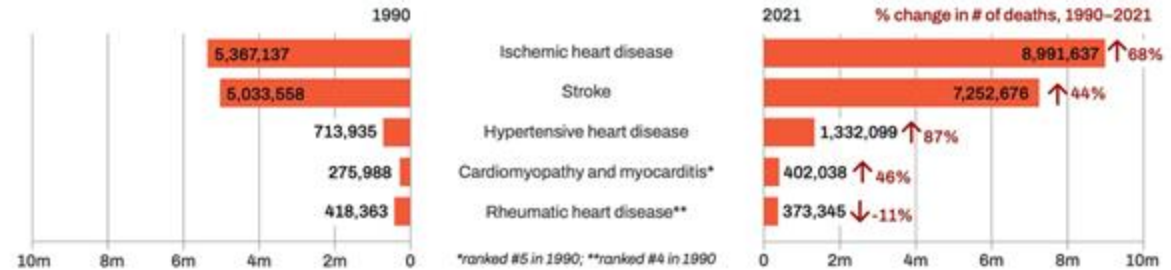 1990
2021
% change in # of deaths, 1990–2021
5,367,137
Ischemic heart disease
8,991,637
68%
5,033,558
Stroke
7,252,676
44%
713,935
Hypertensive heart disease
1,332,099
87%
275,988
Cardiomyopathy and myocarditis*
402,038
46%
418,363
Rheumatic heart disease**
373,345
-11%
10m 8m 6m 4m 2m 0
*ranked #5 in 1990; **ranked #4 in 1990
0 2m 4m 6m 8m 10m